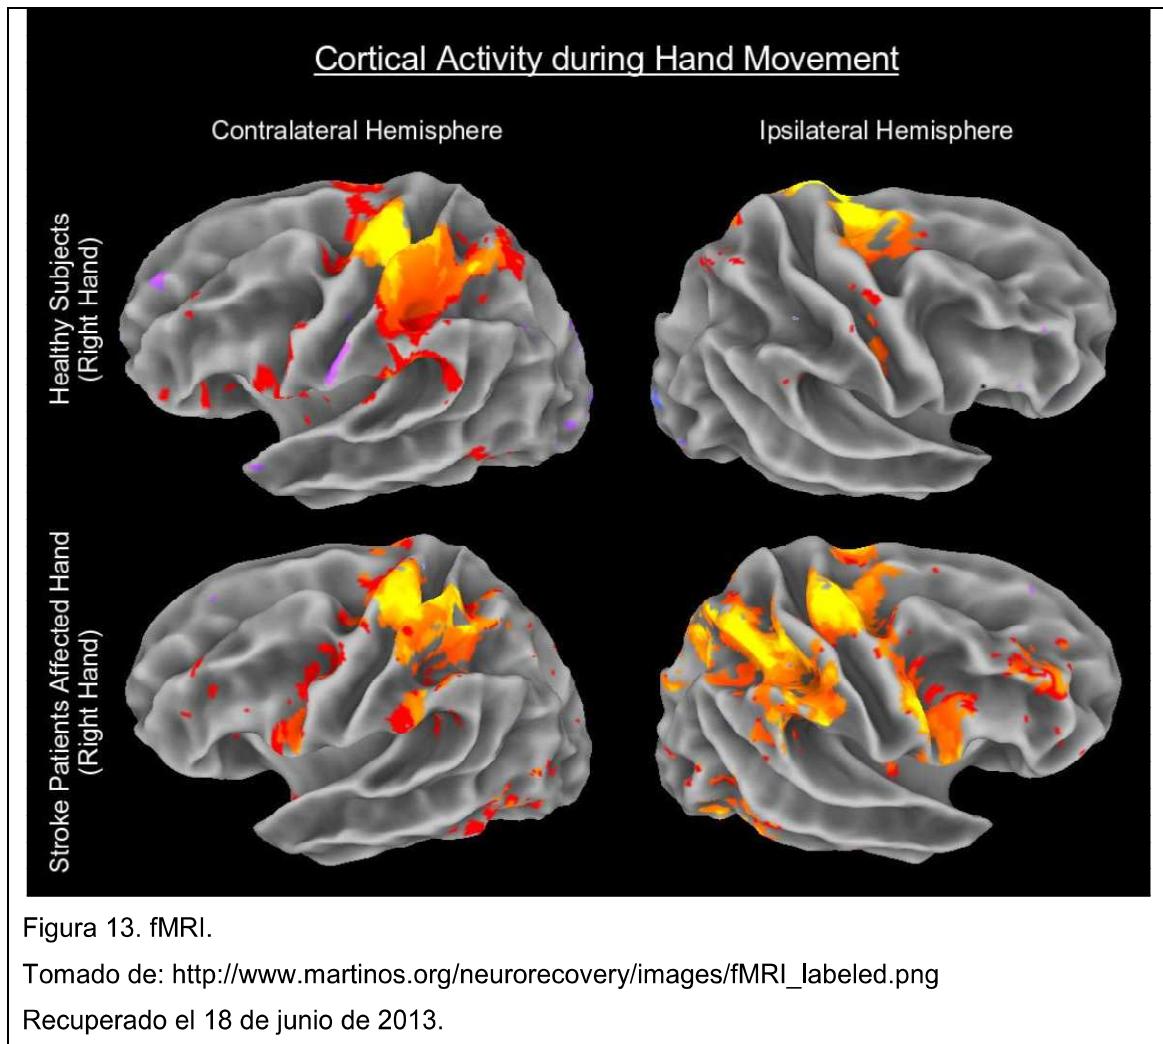 Cortical Activity during Hand Movement
Contralateral Hemisphere
Ipsilateral Hemisphere
Healthy Subjects
(Right Hand)
Stroke Patients Affected Hand
(Right Hand)
Figura 13. fMRI.
Tomado de: http://www.martinos.org/neurorecovery/images/fMRI_labeled.png
Recuperado el 18 de junio de 2013.